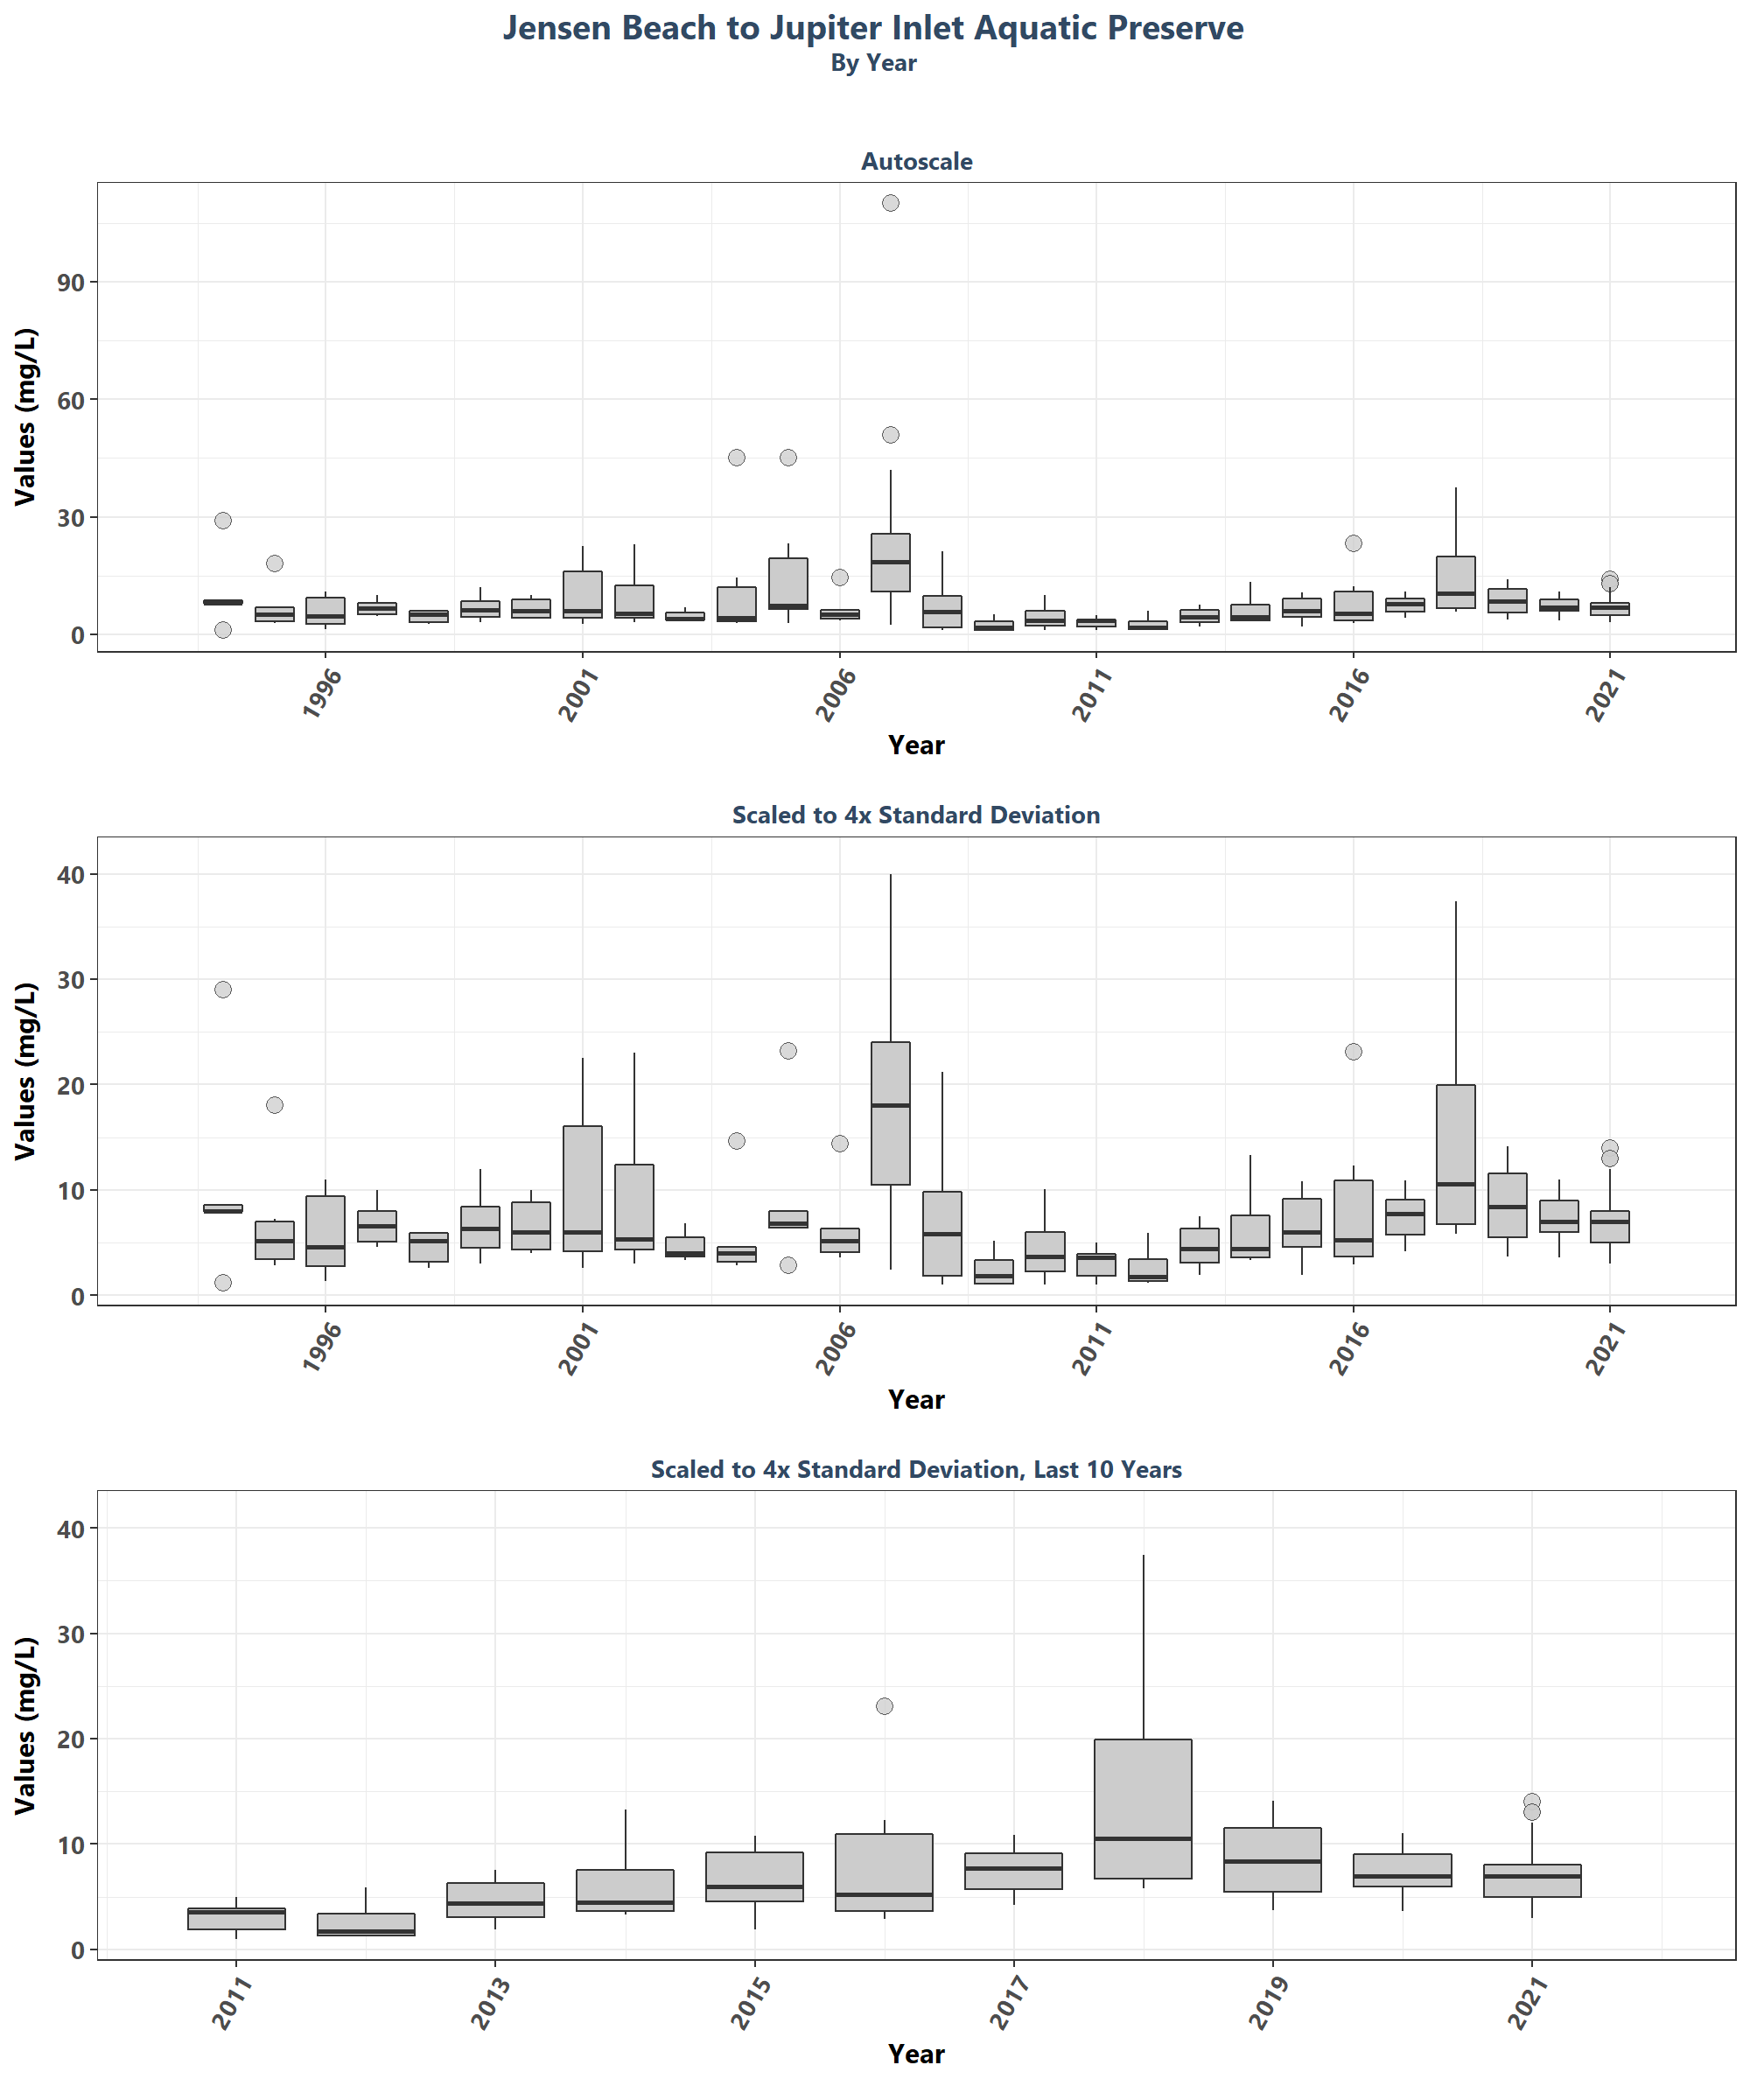 Jensen Beach to Jupiter Inlet Aquatic Preserve
By Year
Autoscale
Values (mg/L)
90
60
30
0
1996
2001
2006
2011
2016
2021
Year
Scaled to 4x Standard Deviation
Values (mg/L)
40
30
20
10
0
1996
2001
2006
2011
2016
2021
Year
Scaled to 4x Standard Deviation, Last 10 Years
Values (mg/L)
40
30
20
10
0
2011
2013
2015
2017
2019
2021
Year